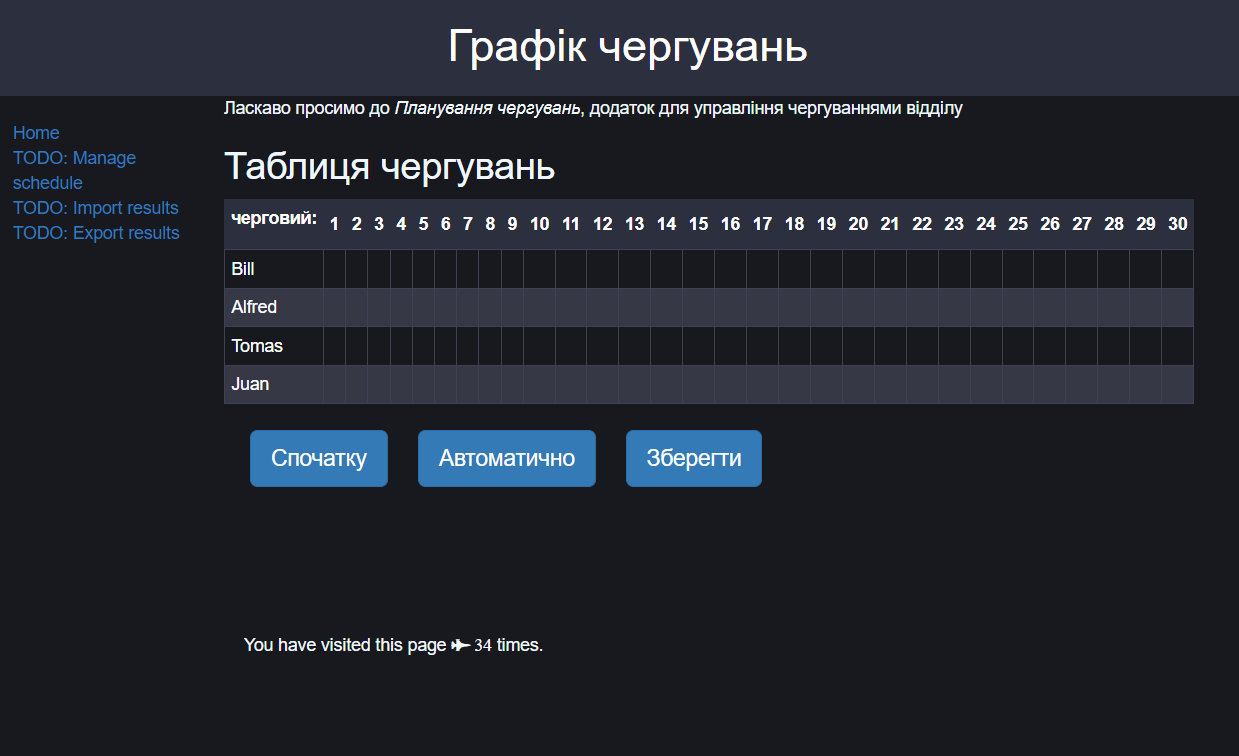 Графік чергувань
Ласкаво просимо до Планування чергувань, додаток для управління чергуваннями відділу
Home
TODO: Manage
schedule
TODO: Import results
TODO: Export results
Таблиця чергувань
черговий: 1 2 3 4 5 6 7 8 9 10 11 12 13 14 15 16 17 18 19 20 21 22 23 24 25 26 27 28 29 30
Bill
Alfred
Tomas
Juan
Спочатку Автоматично Зберегти
You have visited this page 34 times.